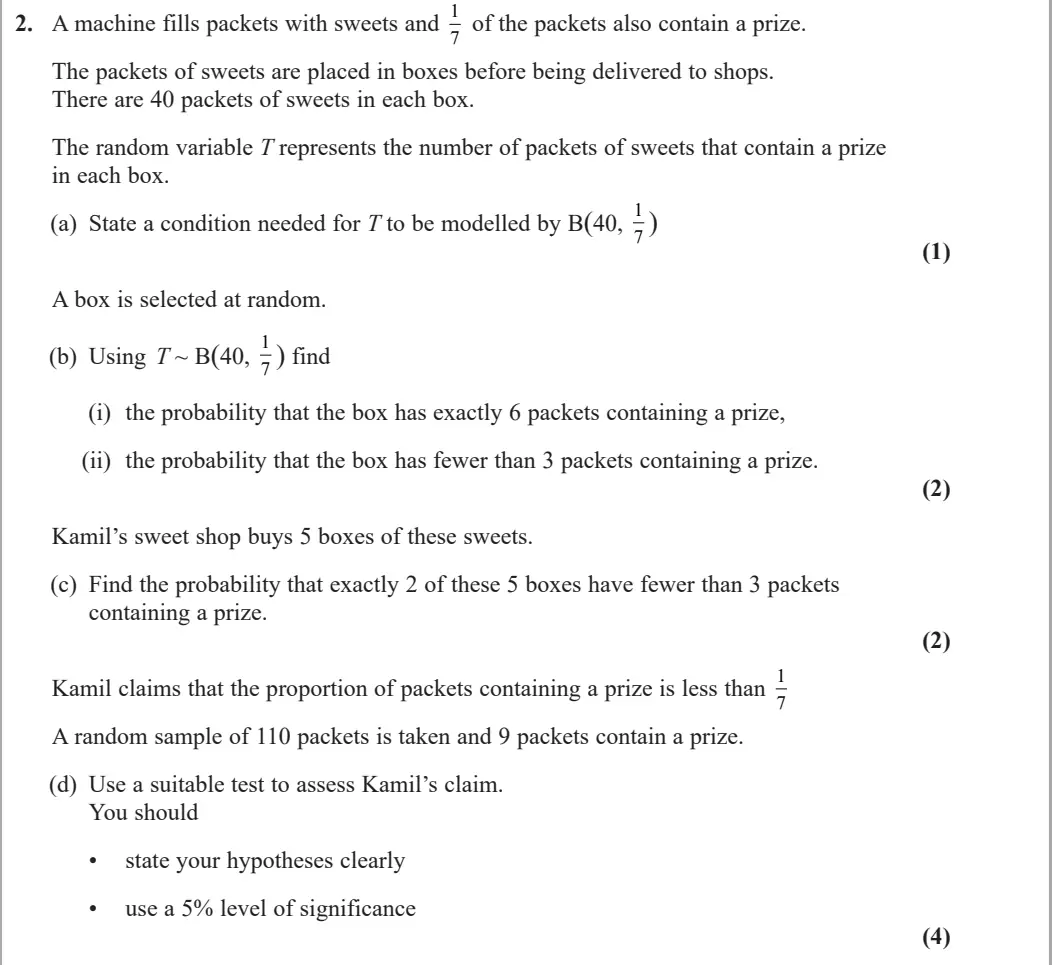 2. A machine fills packets with sweets and 1/7 of the packets also contain a prize.
The packets of sweets are placed in boxes before being delivered to shops.
There are 40 packets of sweets in each box.
The random variable T represents the number of packets of sweets that contain a prize
in each box.
(a) State a condition needed for T to be modelled by B(40, 1/7)
(1)
A box is selected at random.
(b) Using T ~ B(40, 1/7) find
(i) the probability that the box has exactly 6 packets containing a prize,
(ii) the probability that the box has fewer than 3 packets containing a prize.
(2)
Kamil’s sweet shop buys 5 boxes of these sweets.
(c) Find the probability that exactly 2 of these 5 boxes have fewer than 3 packets
containing a prize.
(2)
Kamil claims that the proportion of packets containing a prize is less than 1/7
A random sample of 110 packets is taken and 9 packets contain a prize.
(d) Use a suitable test to assess Kamil’s claim.
You should
• state your hypotheses clearly
• use a 5% level of significance
(4)